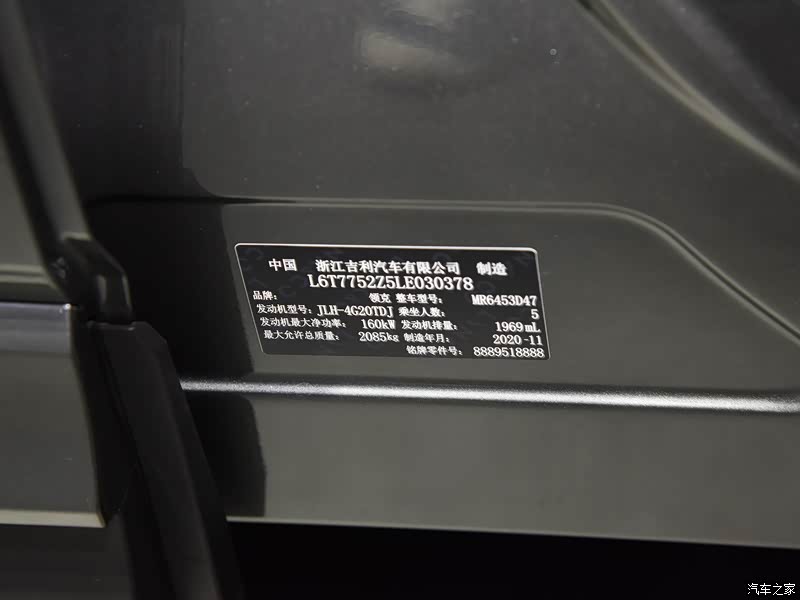 中国 浙江吉利汽车有限公司 制造
L6T7752Z5LE030378
品牌: 领克 整车型号: MR6453D47
发动机型号: JLH-4G20TDJ 乘坐人数: 5
发动机最大净功率: 160kW 发动机排量: 1969mL
最大允许总质量: 2085kg 制造年月: 2020-11
铭牌零件号: 8889518888
汽车之家